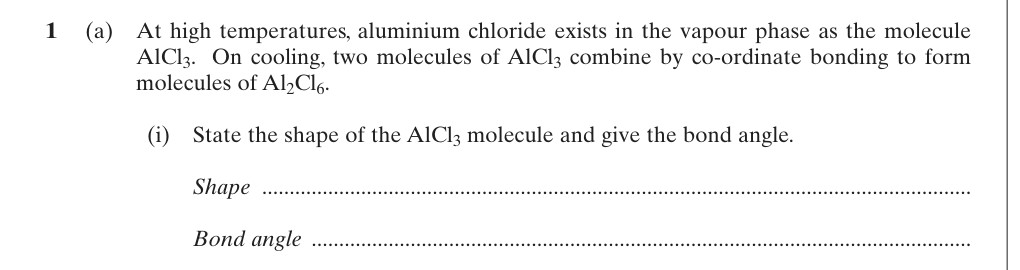 1 (a) At high temperatures, aluminium chloride exists in the vapour phase as the molecule
AlCl₃. On cooling, two molecules of AlCl₃ combine by co-ordinate bonding to form
molecules of Al₂Cl₆.
(i) State the shape of the AlCl₃ molecule and give the bond angle.
Shape ....................................................................................................
Bond angle ....................................................................................................